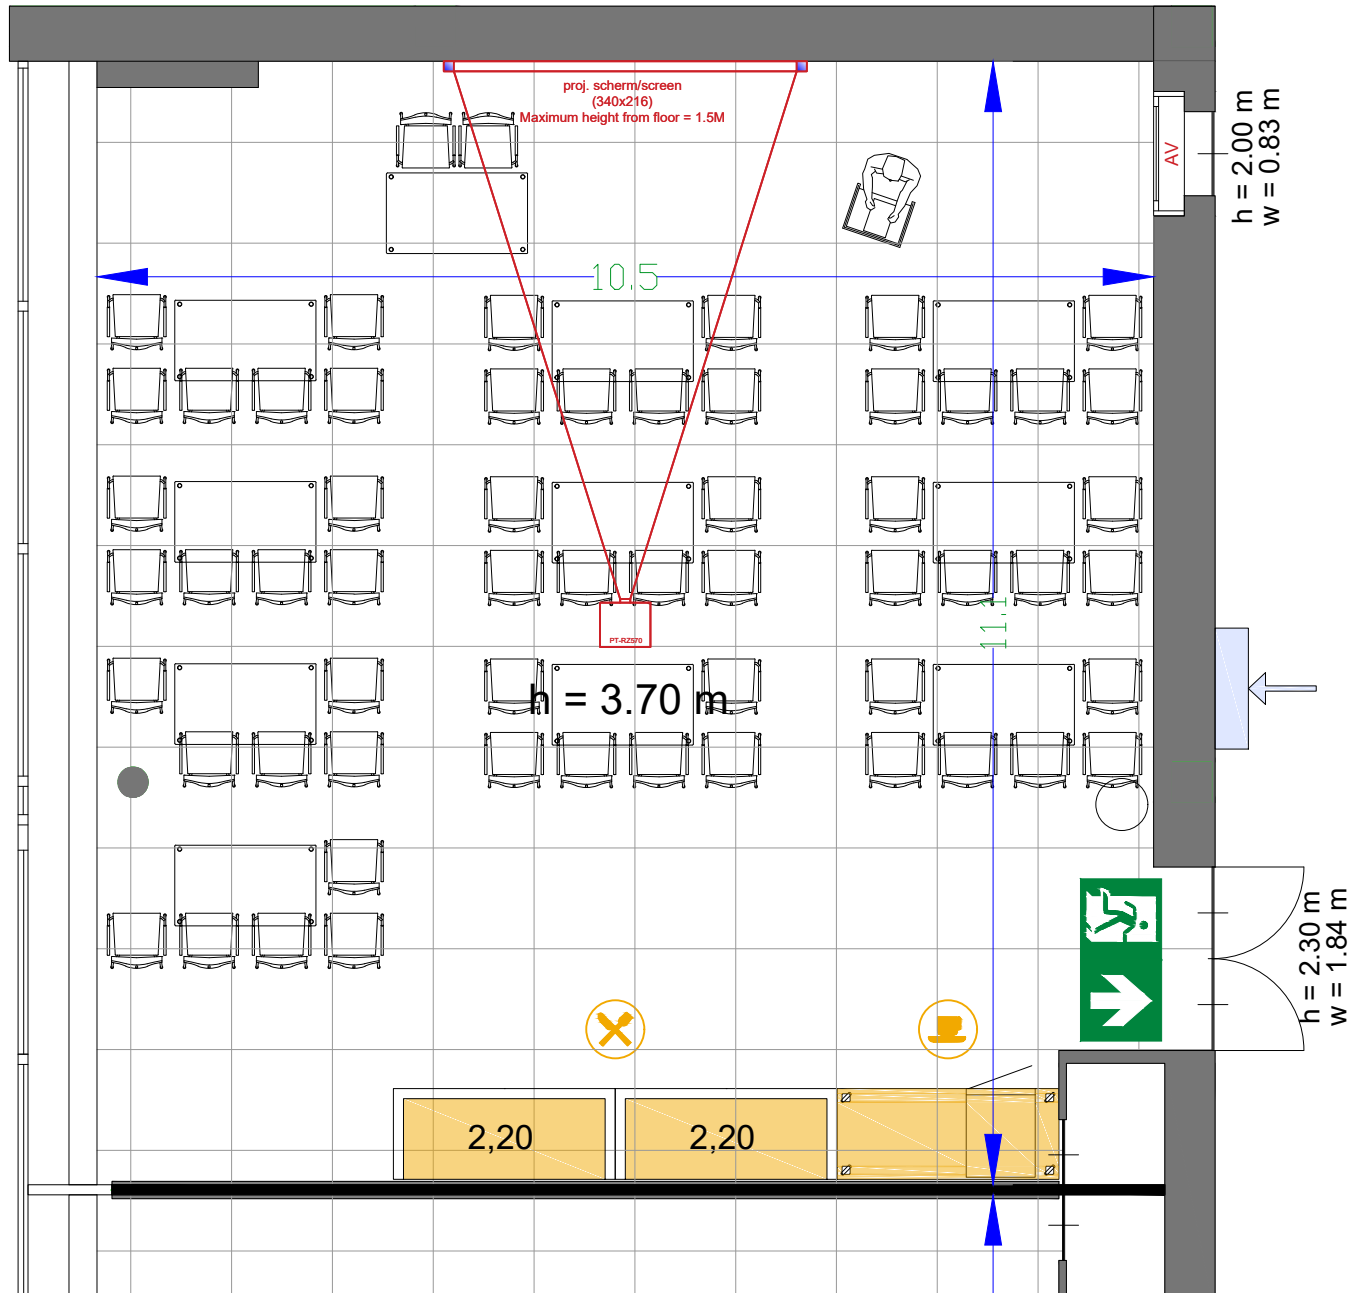 proj. scherm/screen
(340x216)
Maximum height from floor = 1.5M
AV
h = 2.00 m
w = 0.83 m
10,5
11,1
PT-RZ570
h = 3.70 m
h = 2.30 m
w = 1.84 m
2,20
2,20